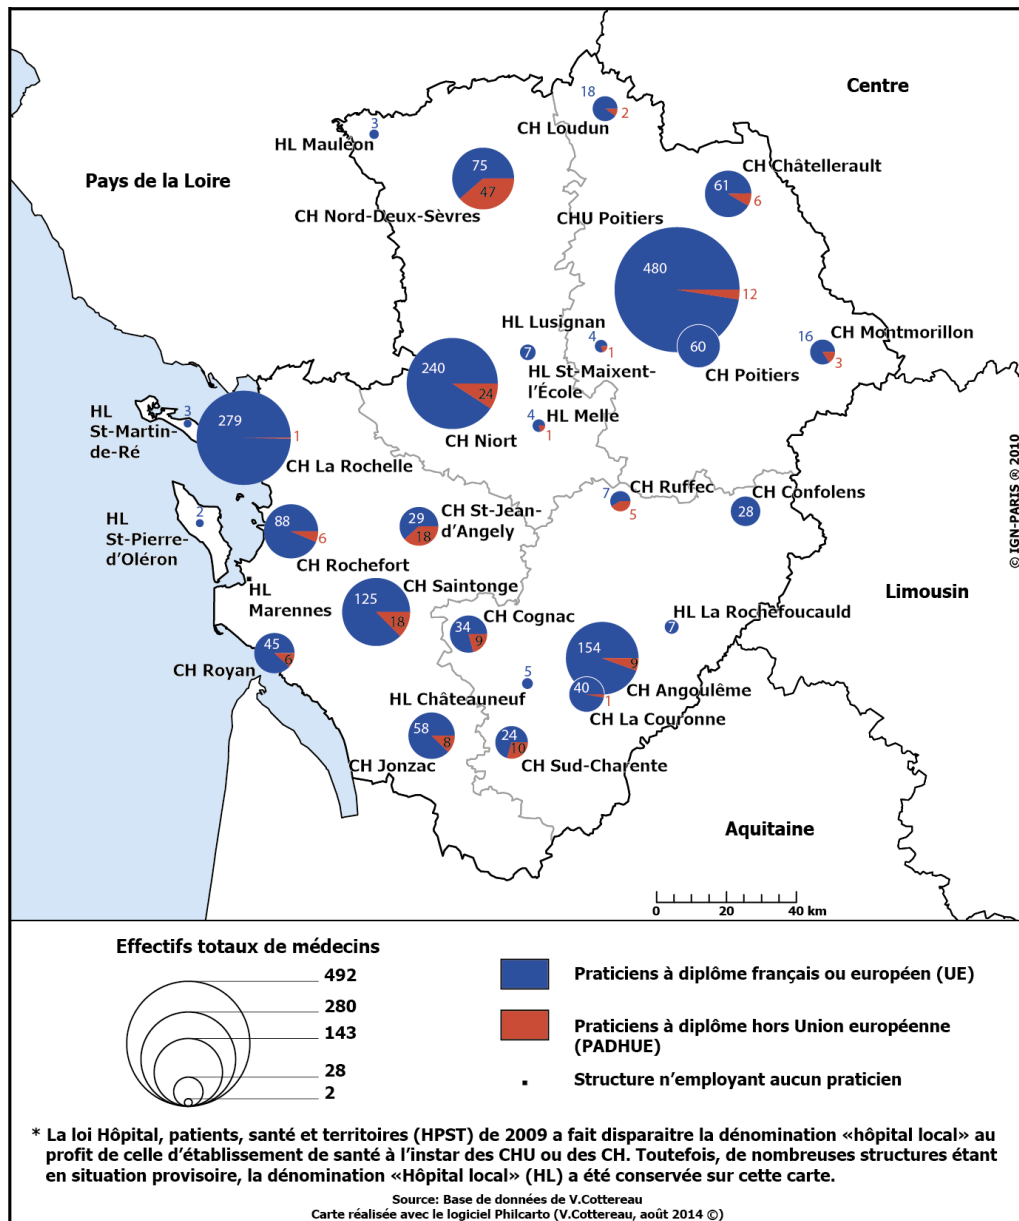 Centre
Pays de la Loire
18
2
CH Loudun
3
HL Mauléon
75
47
CH Nord-Deux-Sèvres
CH Châtellerault
61
6
CHU Poitiers
480
12
60
CH Poitiers
16
CH Montmorillon
3
HL Lusignan
4
1
7
HL St-Maixent-
l’École
240
24
CH Niort
4
HL Melle
1
HL
St-Martin-
de-Ré
3
279
1
CH La Rochelle
7
CH Ruffec
5
CH Confolens
28
HL
St-Pierre-
d’Oléron
2
88
6
CH Rochefort
29
18
CH St-Jean-
d’Angely
© IGN-PARIS ® 2010
Limousin
HL
Marennes
CH Saintonge
125
18
CH Cognac
34
9
HL La Rochefoucauld
7
45
6
CH Royan
154
9
CH Angoulême
5
HL Châteauneuf
40
1
CH La Couronne
58
8
CH Jonzac
24
10
CH Sud-Charente
Aquitaine
0 20 40 km
Effectifs totaux de médecins
492
280
143
28
2
Praticiens à diplôme français ou européen (UE)
Praticiens à diplôme hors Union européenne
(PADHUE)
Structure n’employant aucun praticien
* La loi Hôpital, patients, santé et territoires (HPST) de 2009 a fait disparaitre la dénomination «hôpital local» au
profit de celle d’établissement de santé à l’instar des CHU ou des CH. Toutefois, de nombreuses structures étant
en situation provisoire, la dénomination «Hôpital local» (HL) a été conservée sur cette carte.
Source: Base de données de V.Cottereau
Carte réalisée avec le logiciel Philcarto (V.Cottereau, août 2014 ©)